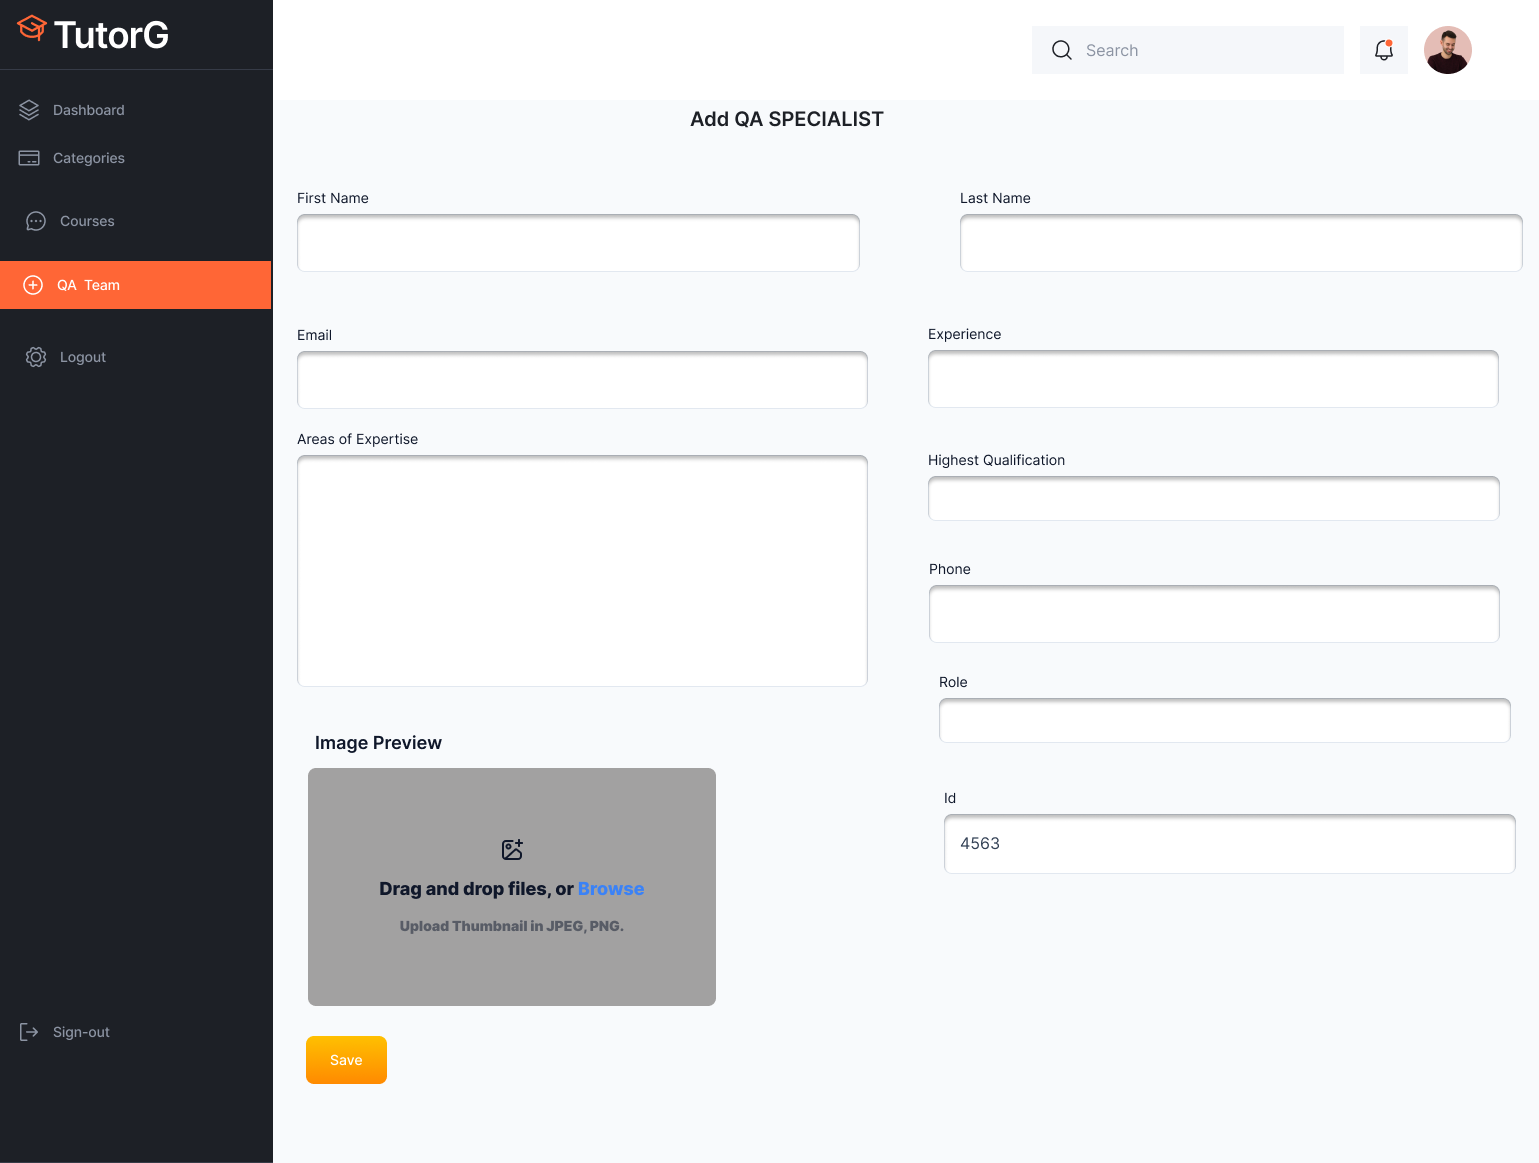 TutorG
Search
Dashboard
Categories
Courses
QA Team
Logout
Sign-out
Add QA SPECIALIST
First Name
Last Name
Email
Experience
Areas of Expertise
Highest Qualification
Phone
Role
Image Preview
Id
4563
Drag and drop files, or Browse
Upload Thumbnail in JPEG, PNG.
Save